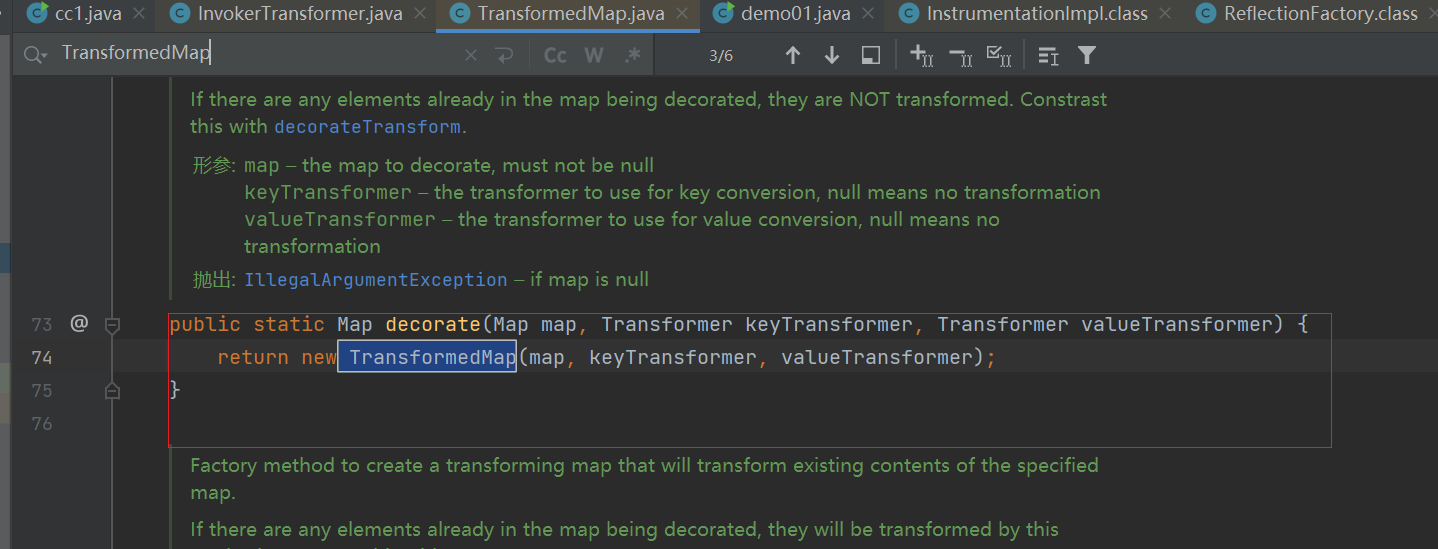 cc1.java InvokerTransformer.java TransformedMap.java demo01.java InstrumentationImpl.class ReflectionFactory.class
TransformedMap Cc W .* 3/6
If there are any elements already in the map being decorated, they are NOT transformed. Constrast
this with decorateTransform.
形参: map – the map to decorate, must not be null
keyTransformer – the transformer to use for key conversion, null means no transformation
valueTransformer – the transformer to use for value conversion, null means no
transformation
抛出: IllegalArgumentException – if map is null
73 @ public static Map decorate(Map map, Transformer keyTransformer, Transformer valueTransformer) {
74 return new TransformedMap(map, keyTransformer, valueTransformer);
75 }
76
Factory method to create a transforming map that will transform existing contents of the specified
map.
If there are any elements already in the map being decorated, they will be transformed by this